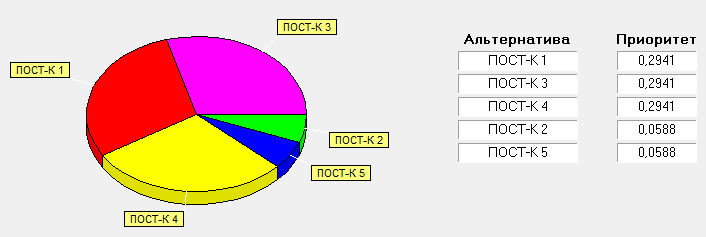 ПОСТ-К 3
ПОСТ-К 1
ПОСТ-К 2
ПОСТ-К 5
ПОСТ-К 4
Альтернатива Приоритет
ПОСТ-К 1 0,2941
ПОСТ-К 3 0,2941
ПОСТ-К 4 0,2941
ПОСТ-К 2 0,0588
ПОСТ-К 5 0,0588